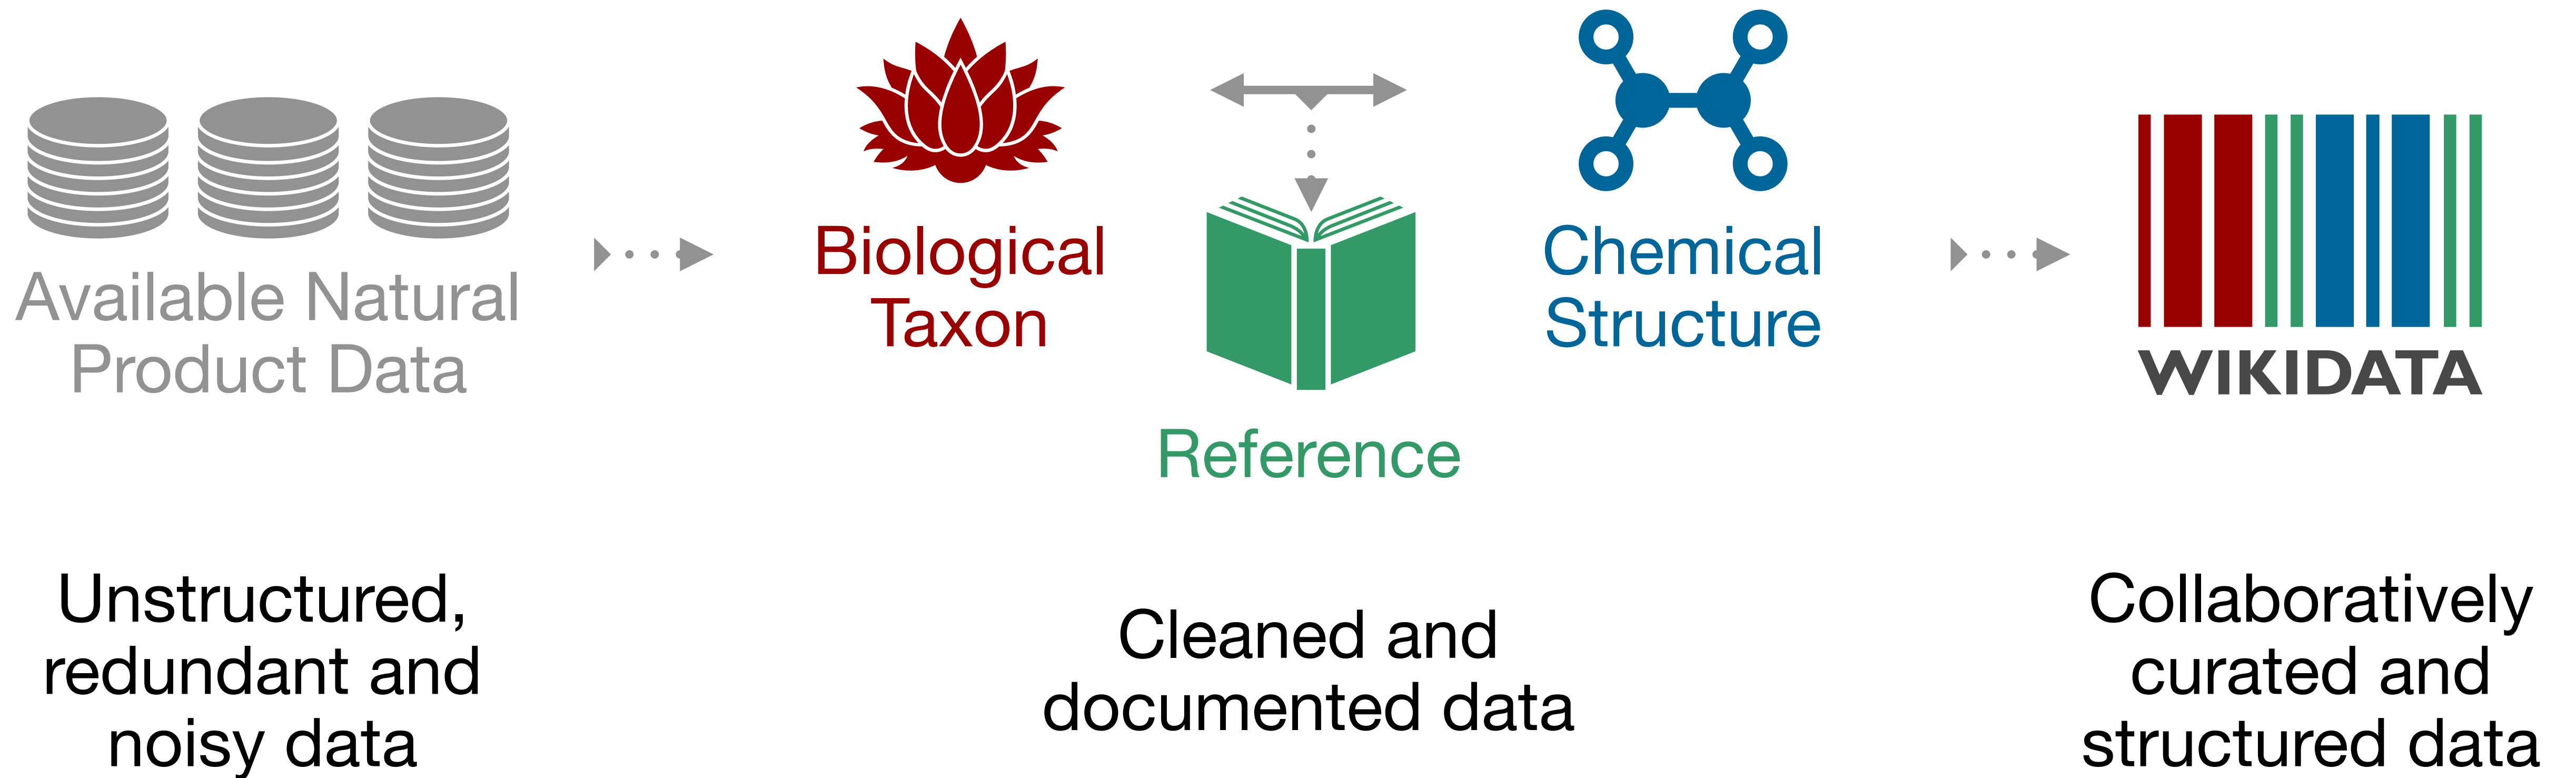 Available Natural
Product Data
Biological
Taxon
Reference
Chemical
Structure
WIKIDATA
Unstructured,
redundant and
noisy data
Cleaned and
documented data
Collaboratively
curated and
structured data